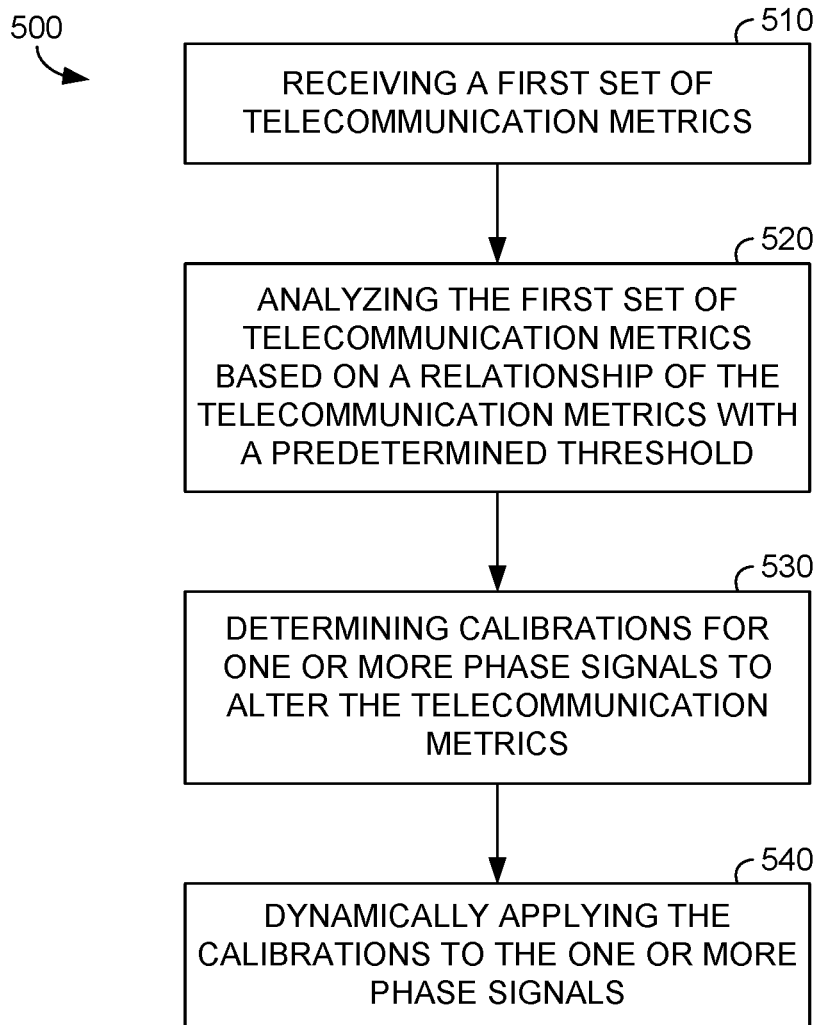 500
510
RECEIVING A FIRST SET OF
TELECOMMUNICATION METRICS
520
ANALYZING THE FIRST SET OF
TELECOMMUNICATION METRICS
BASED ON A RELATIONSHIP OF THE
TELECOMMUNICATION METRICS WITH
A PREDETERMINED THRESHOLD
530
DETERMINING CALIBRATIONS FOR
ONE OR MORE PHASE SIGNALS TO
ALTER THE TELECOMMUNICATION
METRICS
540
DYNAMICALLY APPLYING THE
CALIBRATIONS TO THE ONE OR MORE
PHASE SIGNALS